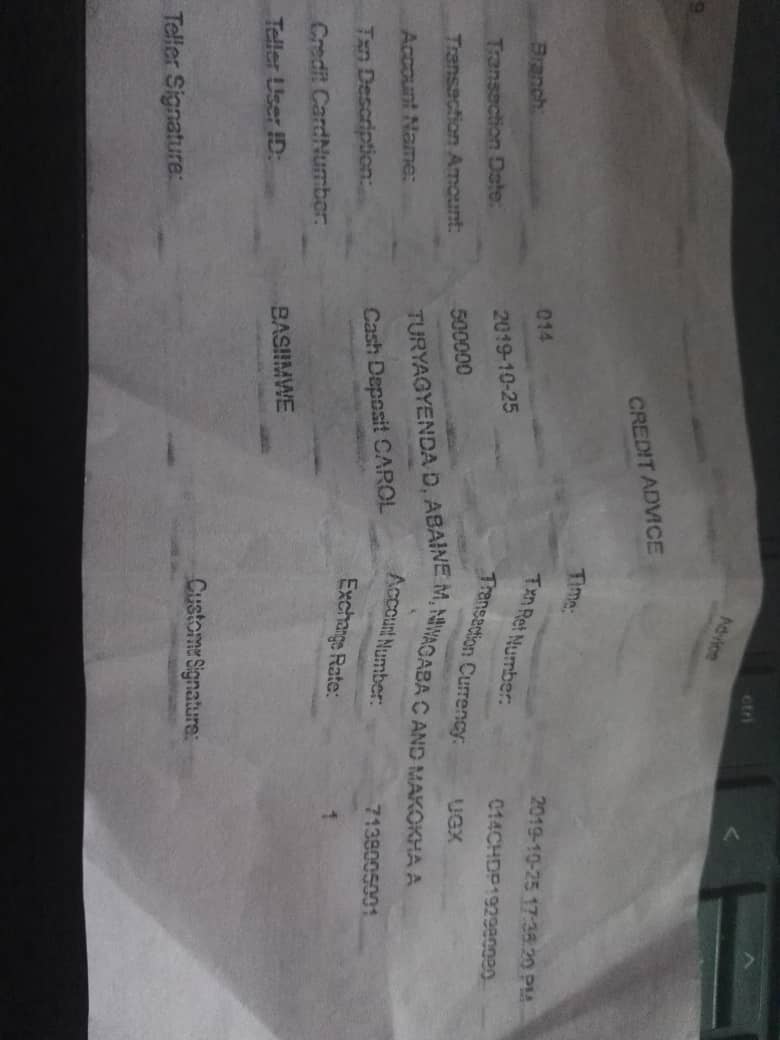 ctrl
Advice
9
CREDIT ADVICE
Time:
Branch: 014 2019-10-25 17:36:20 PM
Transaction Date: 2019-10-25 Txn Ref Number: 014CHDP192980080
Transaction Amount: 500000 Transaction Currency: UGX
Account Name: TURYAGYENDA D, ABAINE M, NIWAGABA C AND MAKOKHA A
Txn Description: Cash Deposit CAROL Account Number: 7138005001
Credit CardNumber: Exchange Rate: 1
Teller User ID: BASIIMWE
Teller Signature: Customer Signature: